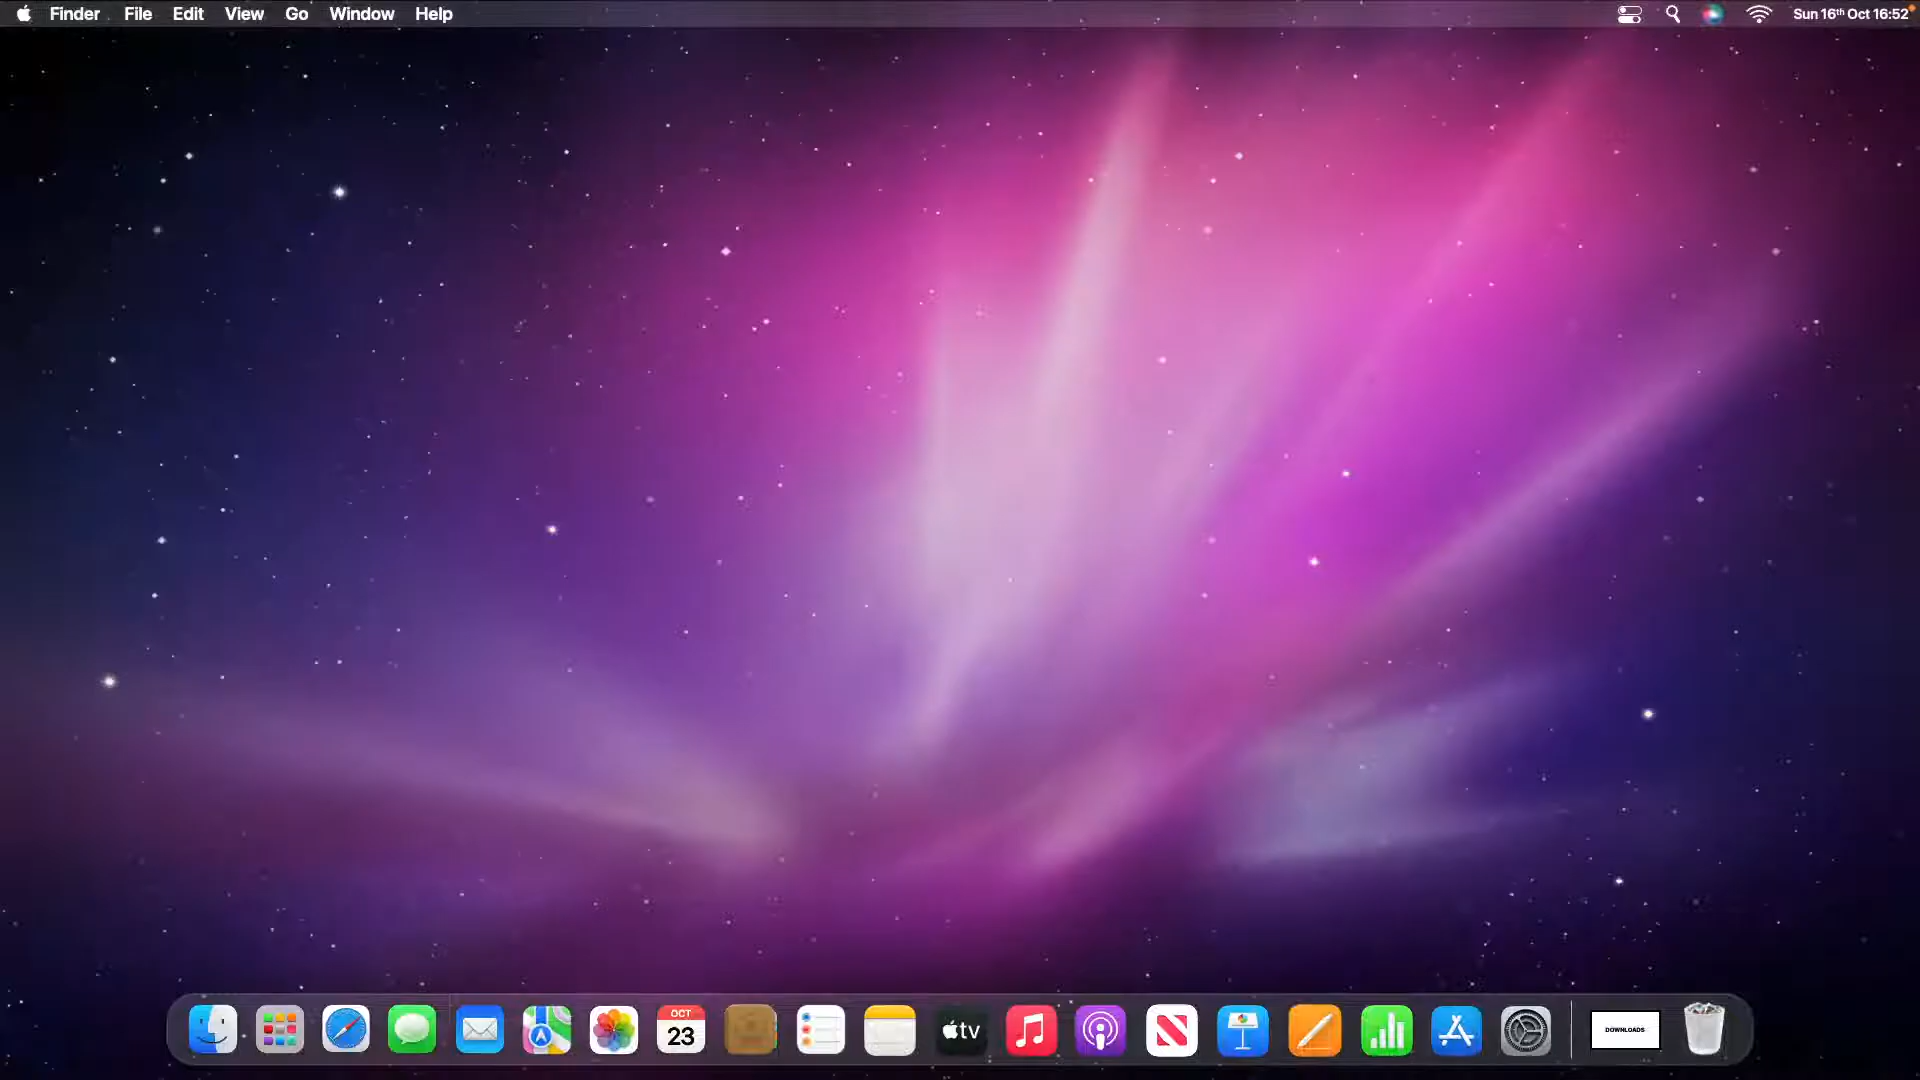 Finder File Edit View Go Window Help Sun 16th Oct 16:52
OCT
23
tv
DOWNLOADS